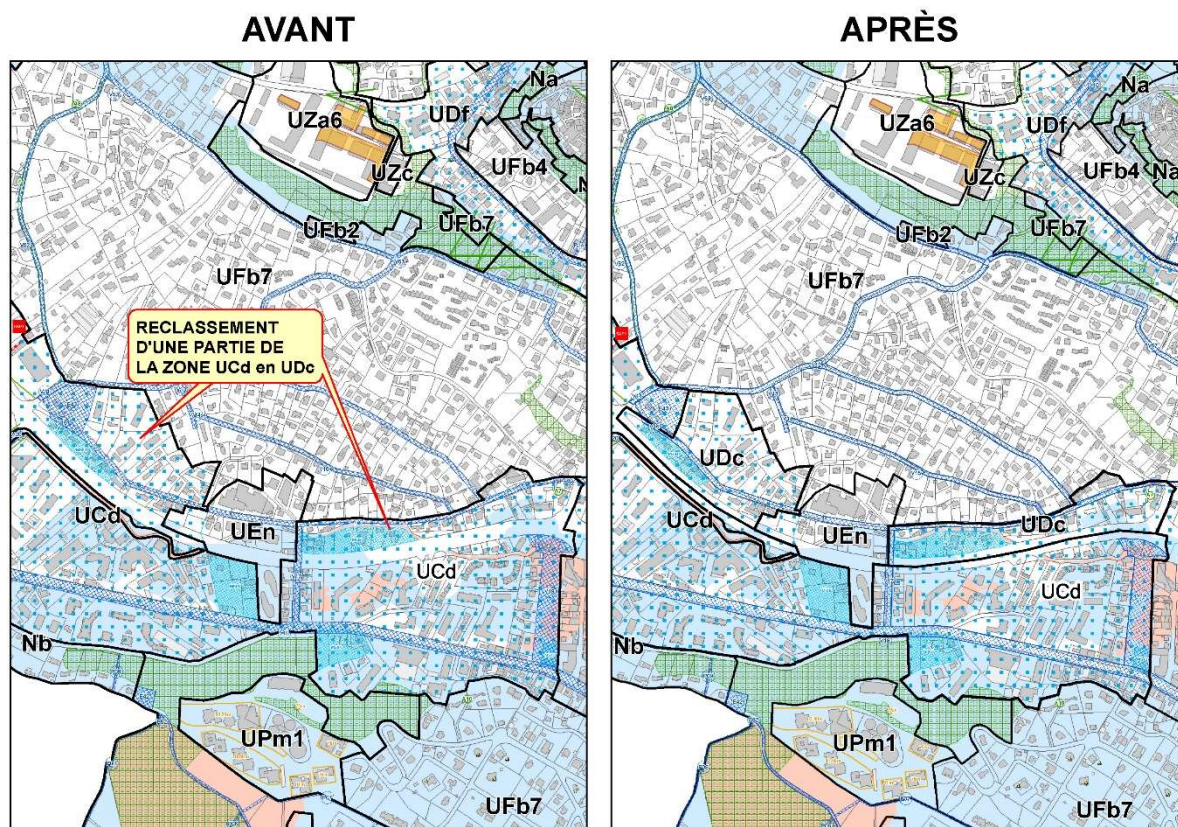 AVANT
Na
UDf
UZa6
UFb4
UZc
UFb2
UFb7
UFb7
RECLASSEMENT
D'UNE PARTIE DE
LA ZONE UCd en UDc
UCd
UEn
UCd
Nb
UPm1
UFb7
APRÈS
Na
UDf
UZa6
UFb4
Na
UZc
UFb7
UFb2
UFb7
UDc
UCd
UEn
UDc
UCd
Nb
UPm1
UFb7